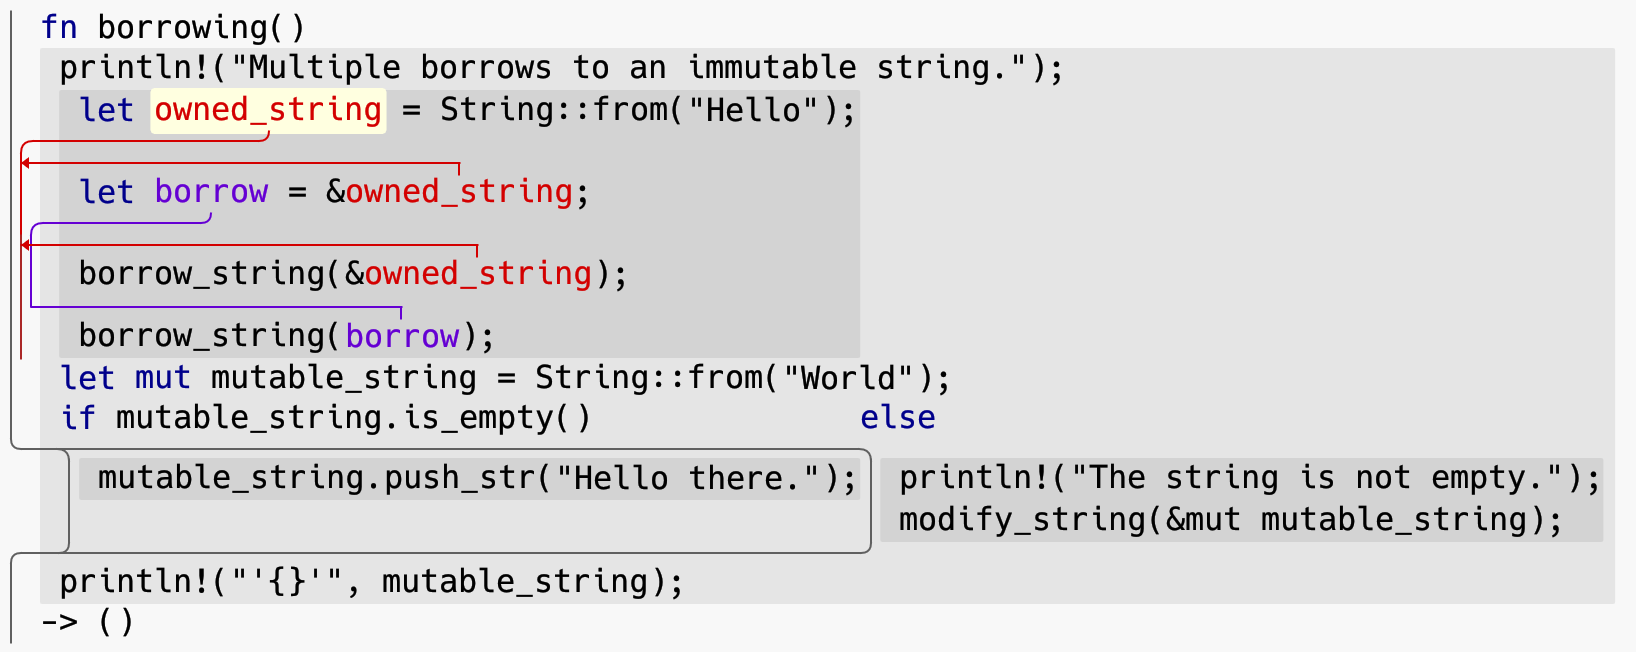 fn borrowing()
println!("Multiple borrows to an immutable string.");
let owned_string = String::from("Hello");
let borrow = &owned_string;
borrow_string(&owned_string);
borrow_string(borrow);
let mut mutable_string = String::from("World");
if mutable_string.is_empty()
mutable_string.push_str("Hello there.");
else
println!("The string is not empty.");
modify_string(&mut mutable_string);
println!("'{}'", mutable_string);
-> ()